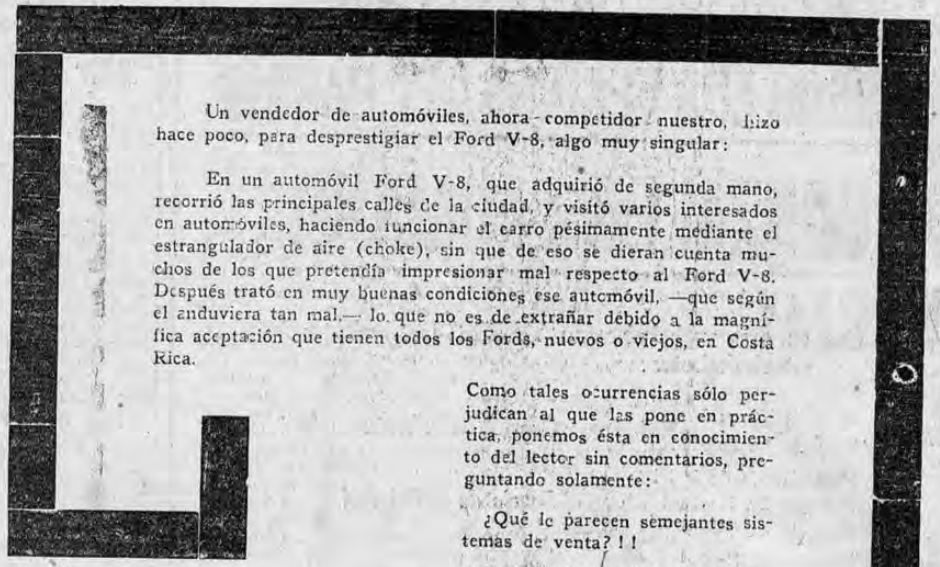 Un vendedor de automóviles, ahora competidor nuestro, hizo
hace poco, para desprestigiar el Ford V-8, algo muy singular:
En un automóvil Ford V-8, que adquirió de segunda mano,
recorrió las principales calles de la ciudad, y visitó varios interesados
en automóviles, haciendo funcionar el carro pésimamente mediante el
estrangulador de aire (choke), sin que de eso se dieran cuenta mu-
chos de los que pretendía impresionar mal respecto al Ford V-8.
Después trató en muy buenas condiciones ese automóvil, —que según
el anduviera tan mal,— lo que no es de extrañar debido a la magní-
fica aceptación que tienen todos los Fords, nuevos o viejos, en Costa
Rica.
Como tales ocurrencias sólo per-
judican al que las pone en prác-
tica, ponemos ésta en conocimien-
to del lector sin comentarios, pre-
guntando solamente:
¿Qué le parecen semejantes sis-
temas de venta? ! !